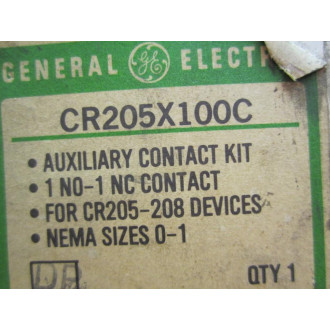 GENERAL ELECTR
CR205X100C
• AUXILIARY CONTACT KIT
• 1 NO-1 NC CONTACT
• FOR CR205-208 DEVICES
• NEMA SIZES 0-1
QTY 1